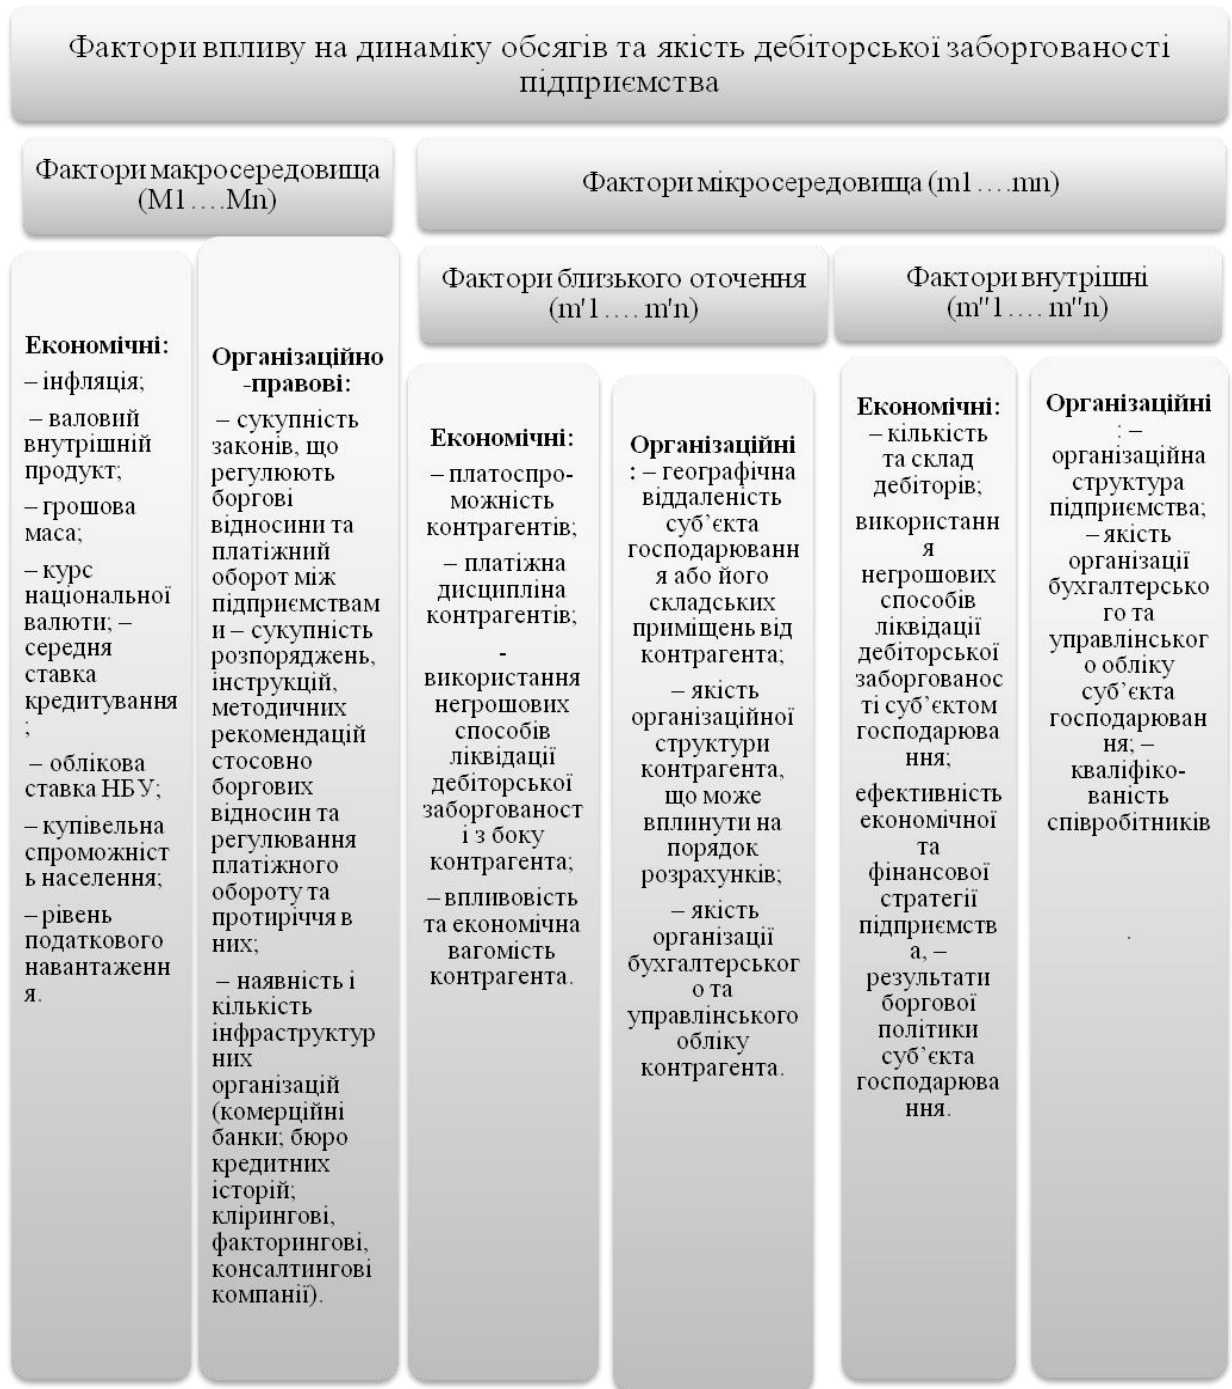 Фактори впливу на динаміку обсягів та якість дебіторської заборгованості
підприємства
Фактори макросередовища
(M1 ….Mn)
Фактори мікросередовища (m1 ….mn)
Фактори близького оточення
(m'1 …. m'n)
Фактори внутрішні
(m"1 …. m"n)
Економічні:
– інфляція;
– валовий
внутрішній
продукт;
– грошова
маса;
– курс
національної
валюти; –
середня
ставка
кредитування
;
– облікова
ставка НБУ;
– купівельна
спроможніст
ь населення;
– рівень
податкового
навантаженн
я.
Організаційно
-правові:
– сукупність
законів, що
регулюють
боргові
відносини та
платіжний
оборот між
підприємствам
и – сукупність
розпоряджень,
інструкцій,
методичних
рекомендацій
стосовно
боргових
відносин та
регулювання
платіжного
обороту та
протиріччя в
них;
– наявність і
кількість
інфраструктур
них
організацій
(комерційні
банки; бюро
кредитних
історій;
клірингові,
факторингові,
консалтингові
компанії).
Економічні:
– платоспро-
можність
контрагентів;
– платіжна
дисципліна
контрагентів;
-
використання
негрошових
способів
ліквідації
дебіторської
заборгованост
і з боку
контрагента;
– впливовість
та економічна
вагомість
контрагента.
Організаційні
: – географічна
віддаленість
суб’єкта
господарюванн
я або його
складських
приміщень від
контрагента;
– якість
організаційної
структури
контрагента,
що може
вплинути на
порядок
розрахунків;
– якість
організації
бухгалтерськог
о та
управлінського
обліку
контрагента.
Економічні:
– кількість
та склад
дебіторів;
використанн
я
негрошових
способів
ліквідації
дебіторської
заборгованос
ті суб’єктом
господарюва
ння;
ефективність
економічної
та
фінансової
стратегії
підприємств
а, –
результати
боргової
політики
суб’єкта
господарюва
ння.
Організаційні
: –
організаційна
структура
підприємства;
– якість
організації
бухгалтерсько
го та
управлінськог
о обліку
суб’єкта
господарюван
ня; –
кваліфіко-
ваність
співробітників
.